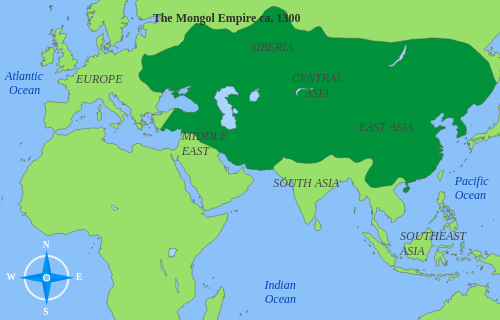 The Mongol Empire ca. 1300
SIBERIA
Atlantic
Ocean
EUROPE
CENTRAL
ASIA
EAST ASIA
MIDDLE
EAST
SOUTH ASIA
Pacific
Ocean
SOUTHEAST
ASIA
N
W
E
S
Indian
Ocean